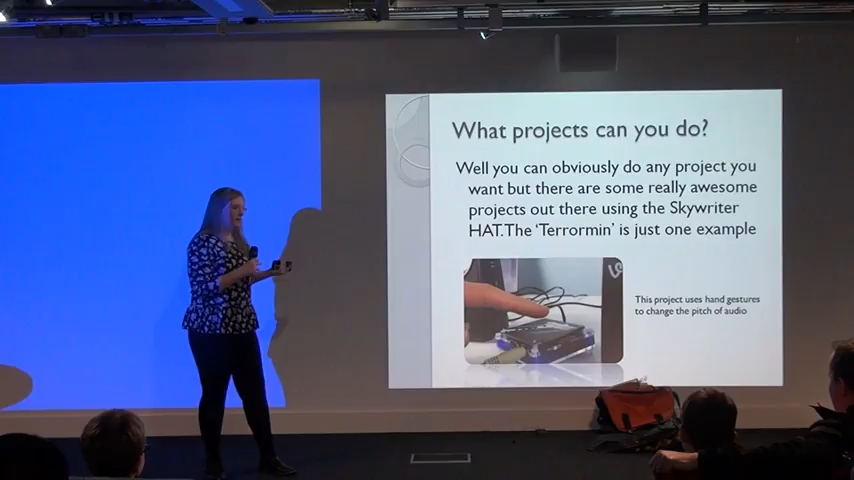 What projects can you do?
Well you can obviously do any project you
want but there are some really awesome
projects out there using the Skywriter
HAT.The ‘Terrormin’ is just one example
This project uses hand gestures
to change the pitch of audio